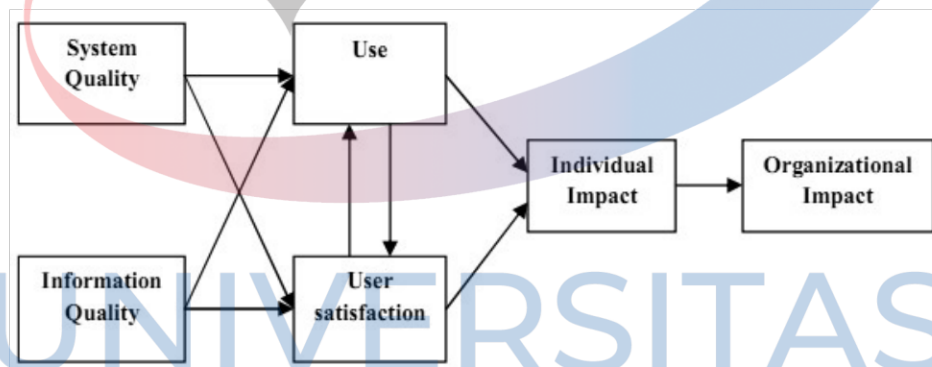 System
Quality
Use
Individual
Impact
Organizational
Impact
Information
Quality
User
satisfaction
UNIVERSITAS